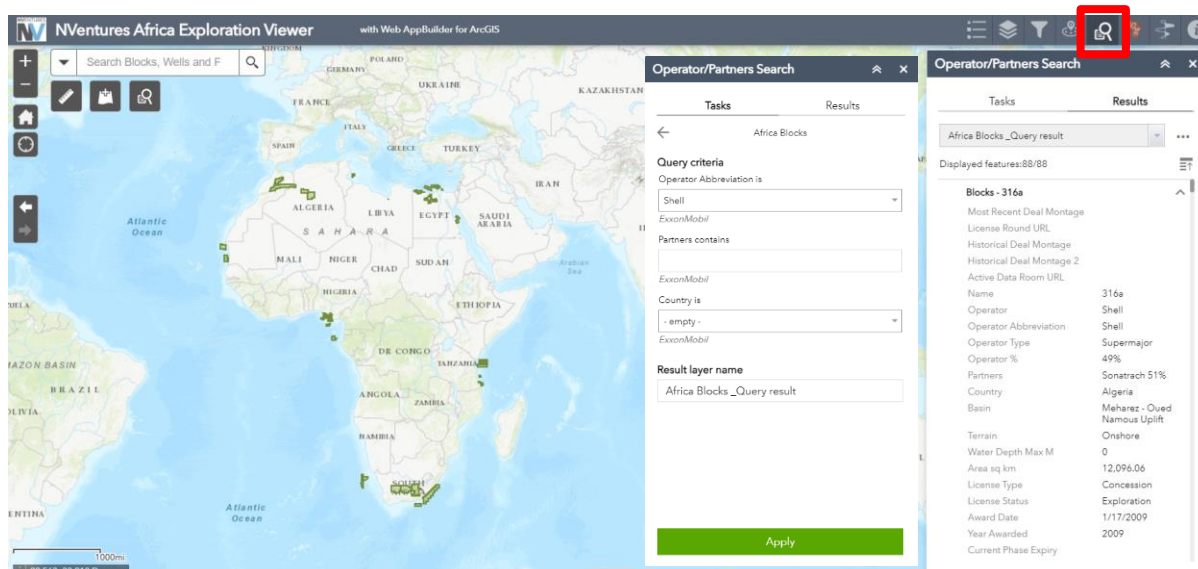 NV
NVentures Africa Exploration Viewer
with Web AppBuilder for ArcGIS
Search Blocks, Wells and F
KINGDOM
POLAND
GERMANY
UKRAINE
KAZAKHSTAN
FRANCE
ITALY
SPAIN
GREECE
TURKEY
IRAN
ALGERIA
LIBYA
EGYPT
SAUDI
ARABIA
Atlantic
Ocean
SAHARA
MALI
NIGER
CHAD
SUDAN
Arabian
Sea
NIGERIA
ETHIOPIA
DR CONGO
TANZANIA
AMAZON BASIN
BRAZIL
BOLIVIA
ANGOLA
ZAMBIA
NAMIBIA
SOUTH
Atlantic
Ocean
1000mi
Operator/Partners Search
Tasks
Results
Africa Blocks
Query criteria
Operator Abbreviation is
Shell
ExxonMobil
Partners contains
ExxonMobil
Country is
- empty -
ExxonMobil
Result layer name
Africa Blocks _Query result
Apply
Operator/Partners Search
Tasks
Results
Africa Blocks _Query result
Displayed features:88/88
Blocks - 316a
Most Recent Deal Montage
License Round URL
Historical Deal Montage
Historical Deal Montage 2
Active Data Room URL
Name 316a
Operator Shell
Operator Abbreviation Shell
Operator Type Supermajor
Operator % 49%
Partners Sonatrach 51%
Country Algeria
Basin Meharez - Oued
Namous Uplift
Terrain Onshore
Water Depth Max M 0
Area sq km 12,096.06
License Type Concession
License Status Exploration
Award Date 1/17/2009
Year Awarded 2009
Current Phase Expiry